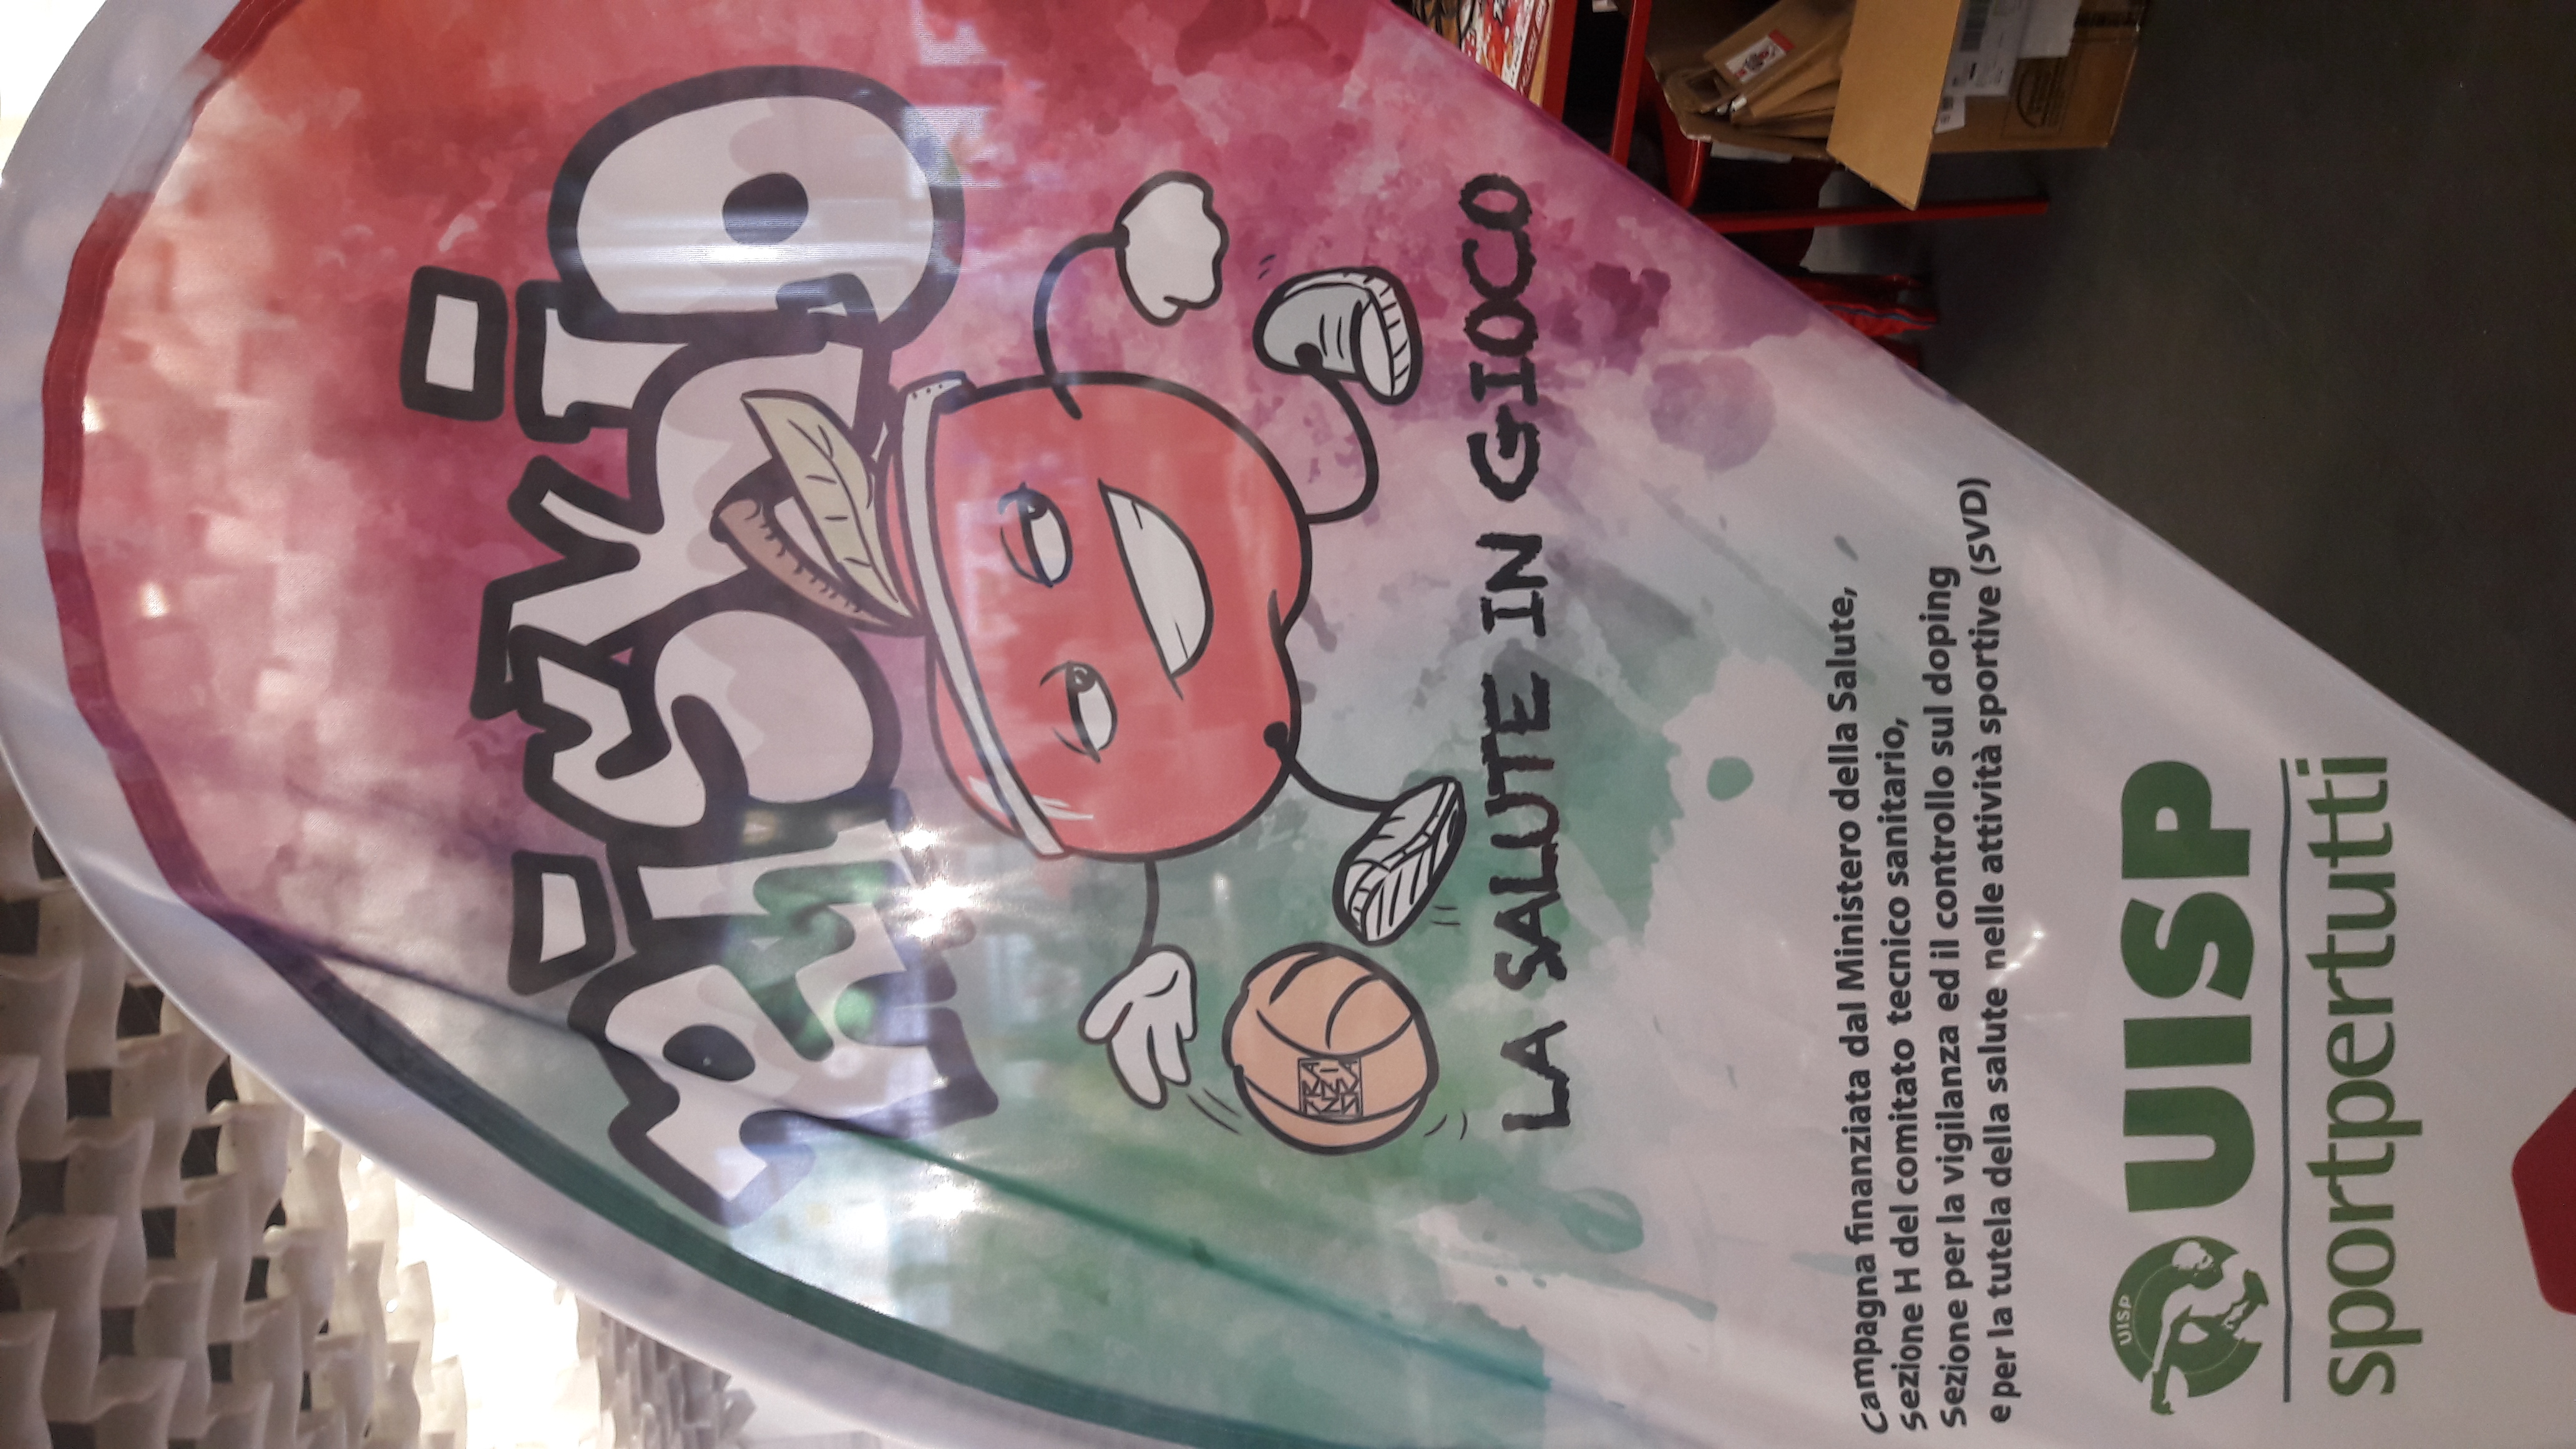 RiSKiO
LA SALUTE IN GIOCO
Campagna finanziata dal Ministero della Salute,
Sezione H del comitato tecnico sanitario,
Sezione per la vigilanza ed il controllo sul doping
e per la tutela della salute nelle attività sportive (SVD)
UISP
UISP
sportpertutti